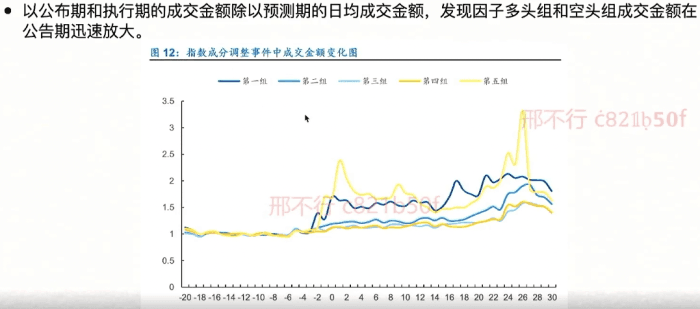 • 以公布期和执行期的成交金额除以预测期的日均成交金额，发现因子多头组和空头组成交金额在
公告期迅速放大。
图 12：指数成分调整事件中成交金额变化图
第一组 第二组 第三组 第四组 第五组
3.5
3
2.5
2
1.5
1
0.5
0
-20 -18 -16 -14 -12 -10 -8 -6 -4 -2 0 2 4 6 8 10 12 14 16 18 20 22 24 26 28 30
邢不行
邢不行